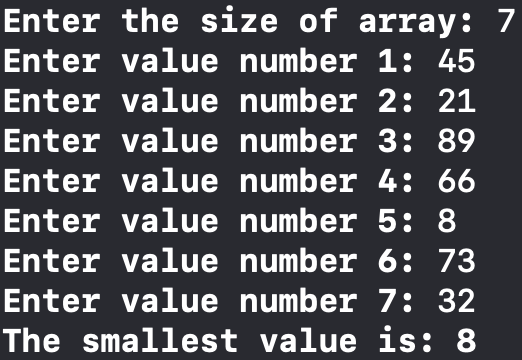 Enter the size of array: 7
Enter value number 1: 45
Enter value number 2: 21
Enter value number 3: 89
Enter value number 4: 66
Enter value number 5: 8
Enter value number 6: 73
Enter value number 7: 32
The smallest value is: 8